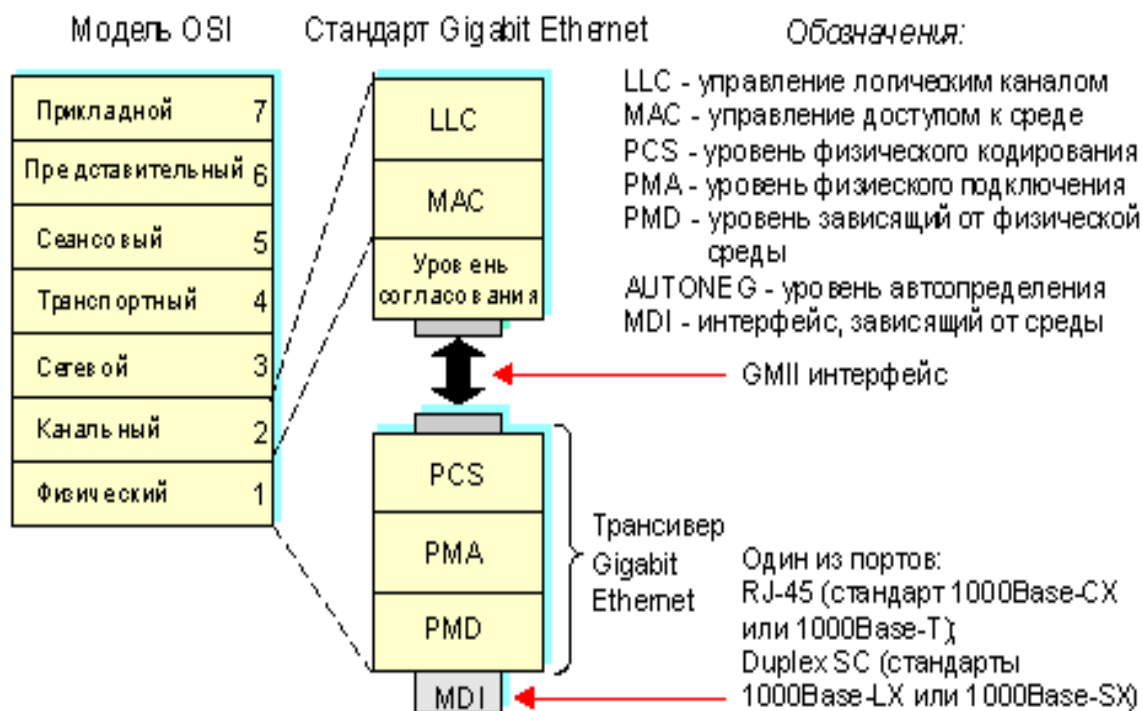 Модель OSI
Стандарт Gigabit Ethernet
Обозначения:
Прикладной 7
Представительный 6
Сеансовый 5
Транспортный 4
Сетевой 3
Канальный 2
Физический 1
LLC
MAC
Уровень
согласования
PCS
PMA
PMD
MDI
LLC - управление логическим каналом
MAC - управление доступом к среде
PCS - уровень физического кодирования
PMA - уровень физиеского подключения
PMD - уровень зависящий от физической
среды
AUTONEG - уровень автоопределения
MDI - интерфейс, зависящий от среды
GMII интерфейс
Трансивер
Gigabit
Ethernet
Один из портов:
RJ-45 (стандарт 1000Base-CX
или 1000Base-T);
Duplex SC (стандарты
1000Base-LX или 1000Base-SX)